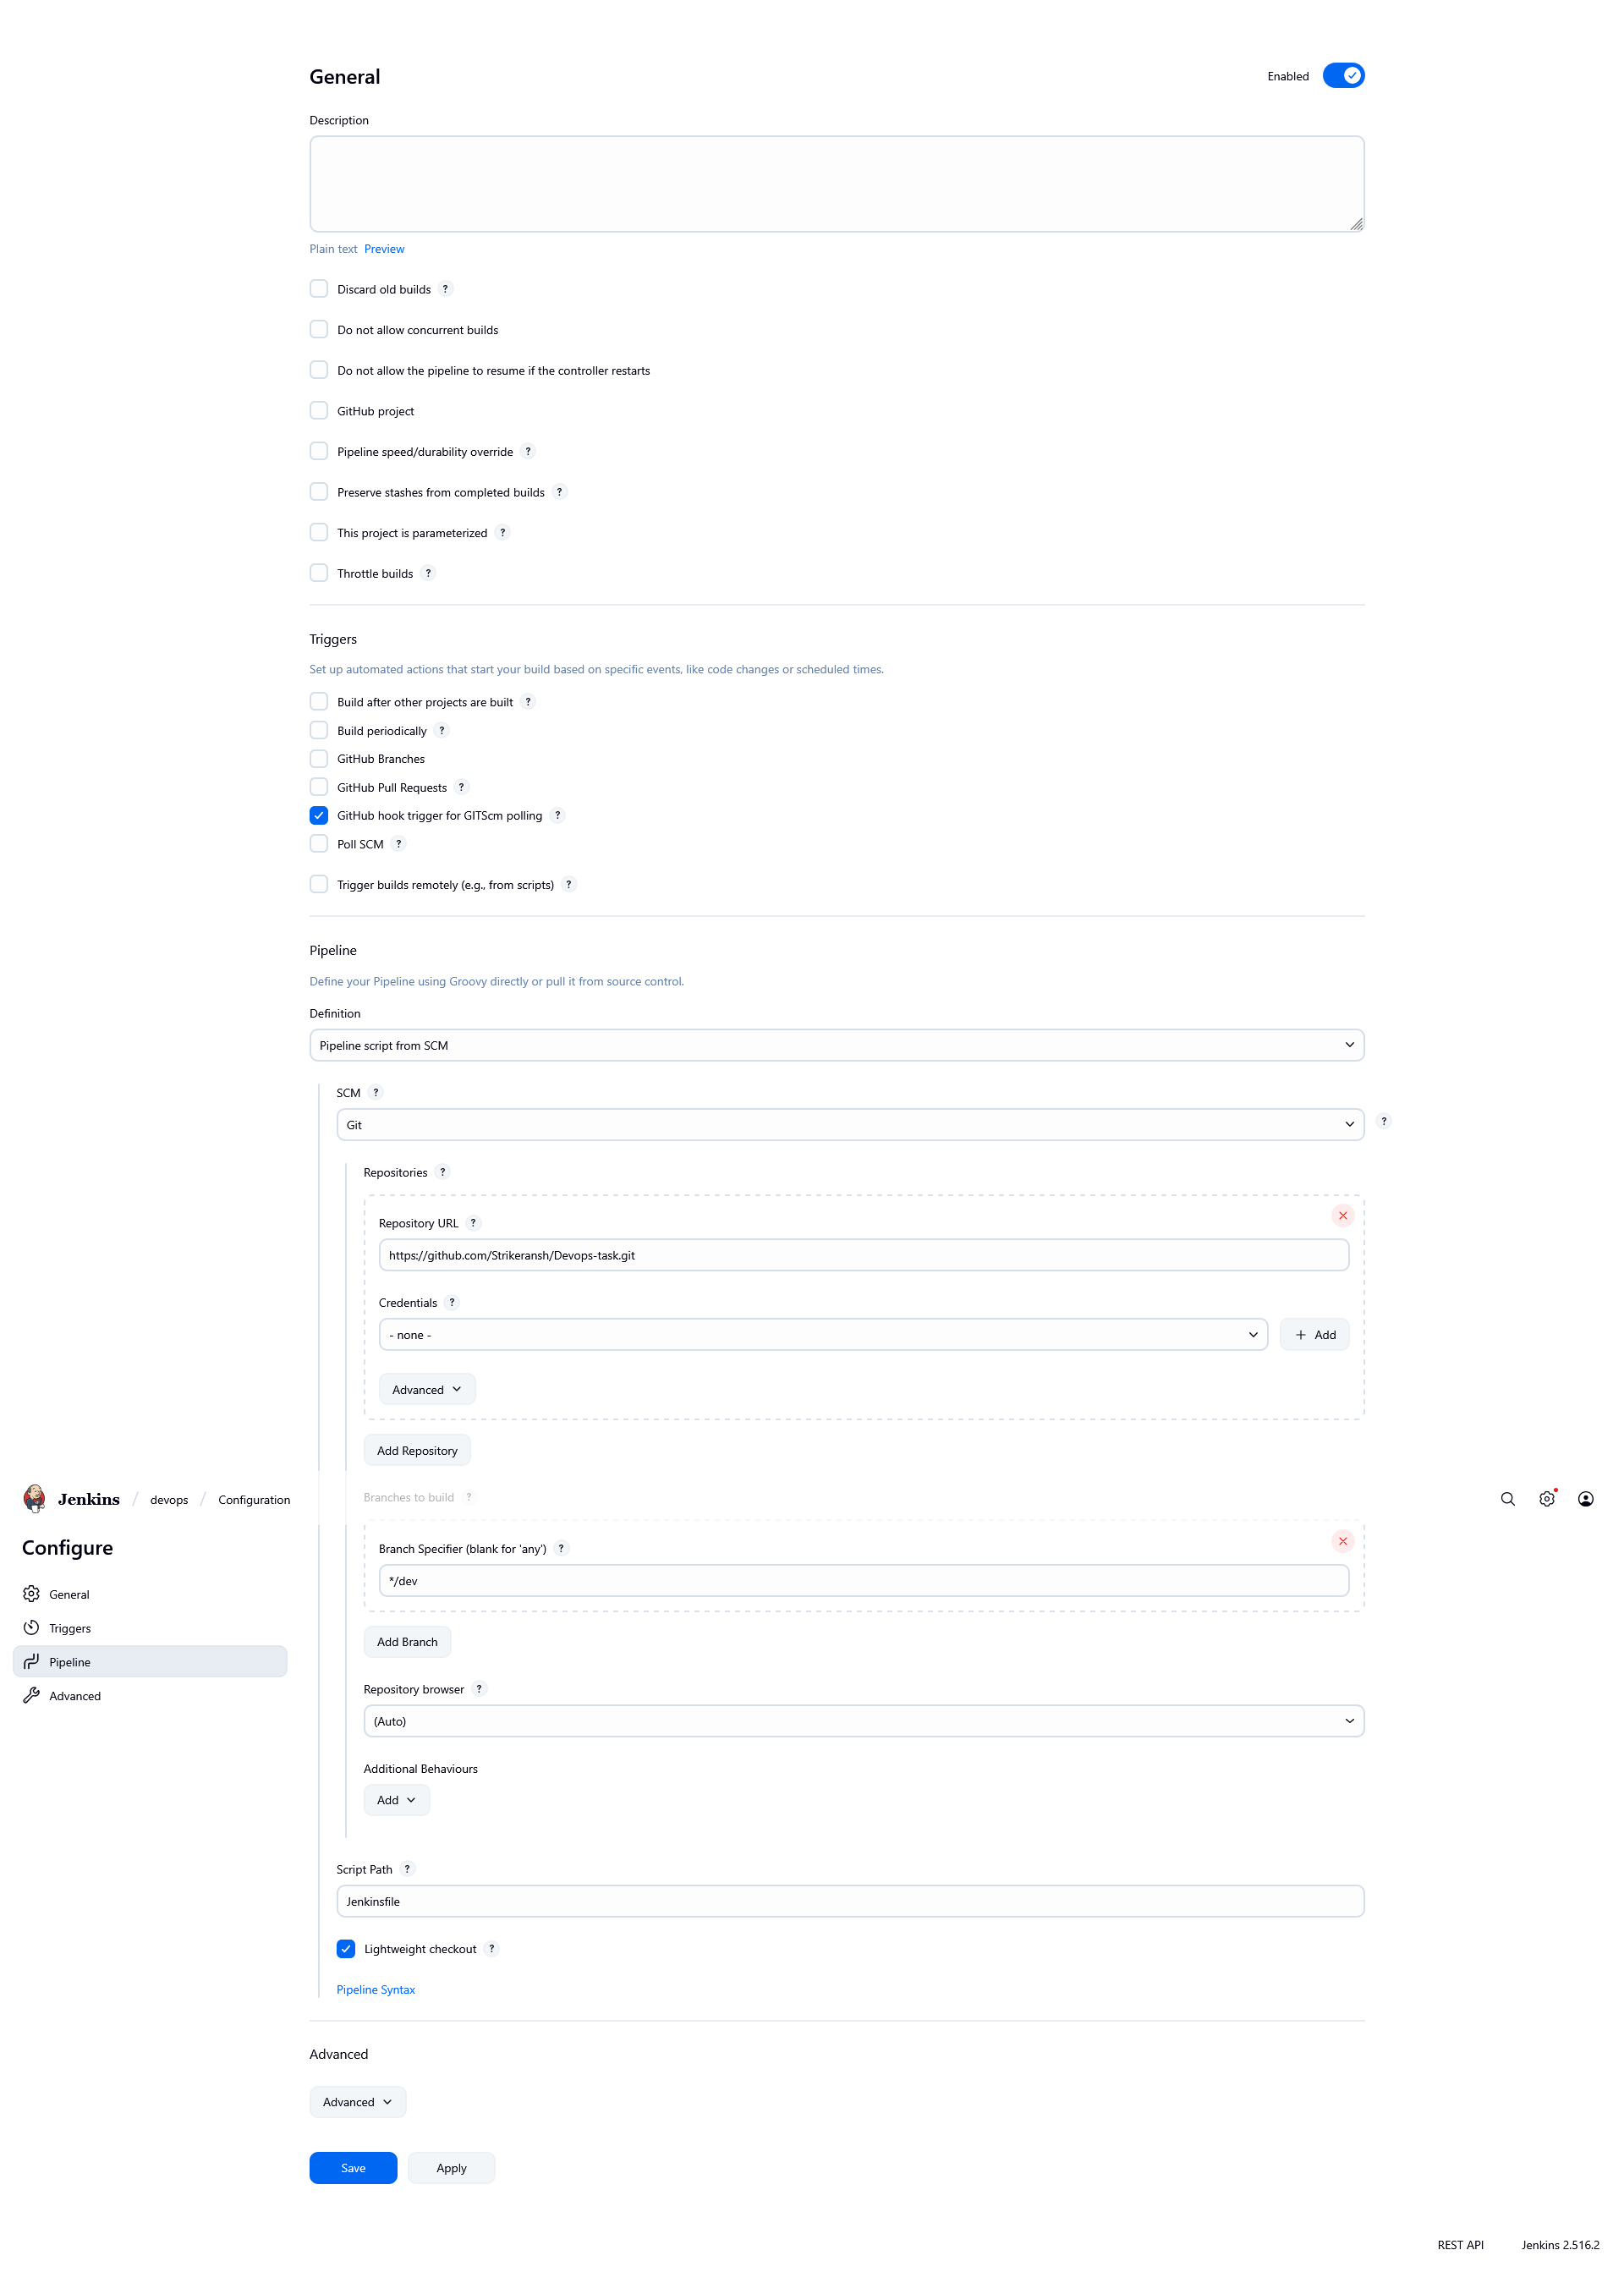 General
Enabled
Description
Plain text Preview
Discard old builds ?
Do not allow concurrent builds
Do not allow the pipeline to resume if the controller restarts
GitHub project
Pipeline speed/durability override ?
Preserve stashes from completed builds ?
This project is parameterized ?
Throttle builds ?
Triggers
Set up automated actions that start your build based on specific events, like code changes or scheduled times.
Build after other projects are built ?
Build periodically ?
GitHub Branches
GitHub Pull Requests ?
GitHub hook trigger for GITScm polling ?
Poll SCM ?
Trigger builds remotely (e.g., from scripts) ?
Pipeline
Define your Pipeline using Groovy directly or pull it from source control.
Definition
Pipeline script from SCM
SCM ?
Git
?
Repositories ?
Repository URL ?
https://github.com/Strikeransh/Devops-task.git
Credentials ?
- none -
+ Add
Advanced
Add Repository
Jenkins / devops / Configuration
Branches to build ?
Configure
General
Triggers
Pipeline
Advanced
Branch Specifier (blank for 'any') ?
*/dev
Add Branch
Repository browser ?
(Auto)
Additional Behaviours
Add
Script Path ?
Jenkinsfile
Lightweight checkout ?
Pipeline Syntax
Advanced
Advanced
Save
Apply
REST API
Jenkins 2.516.2